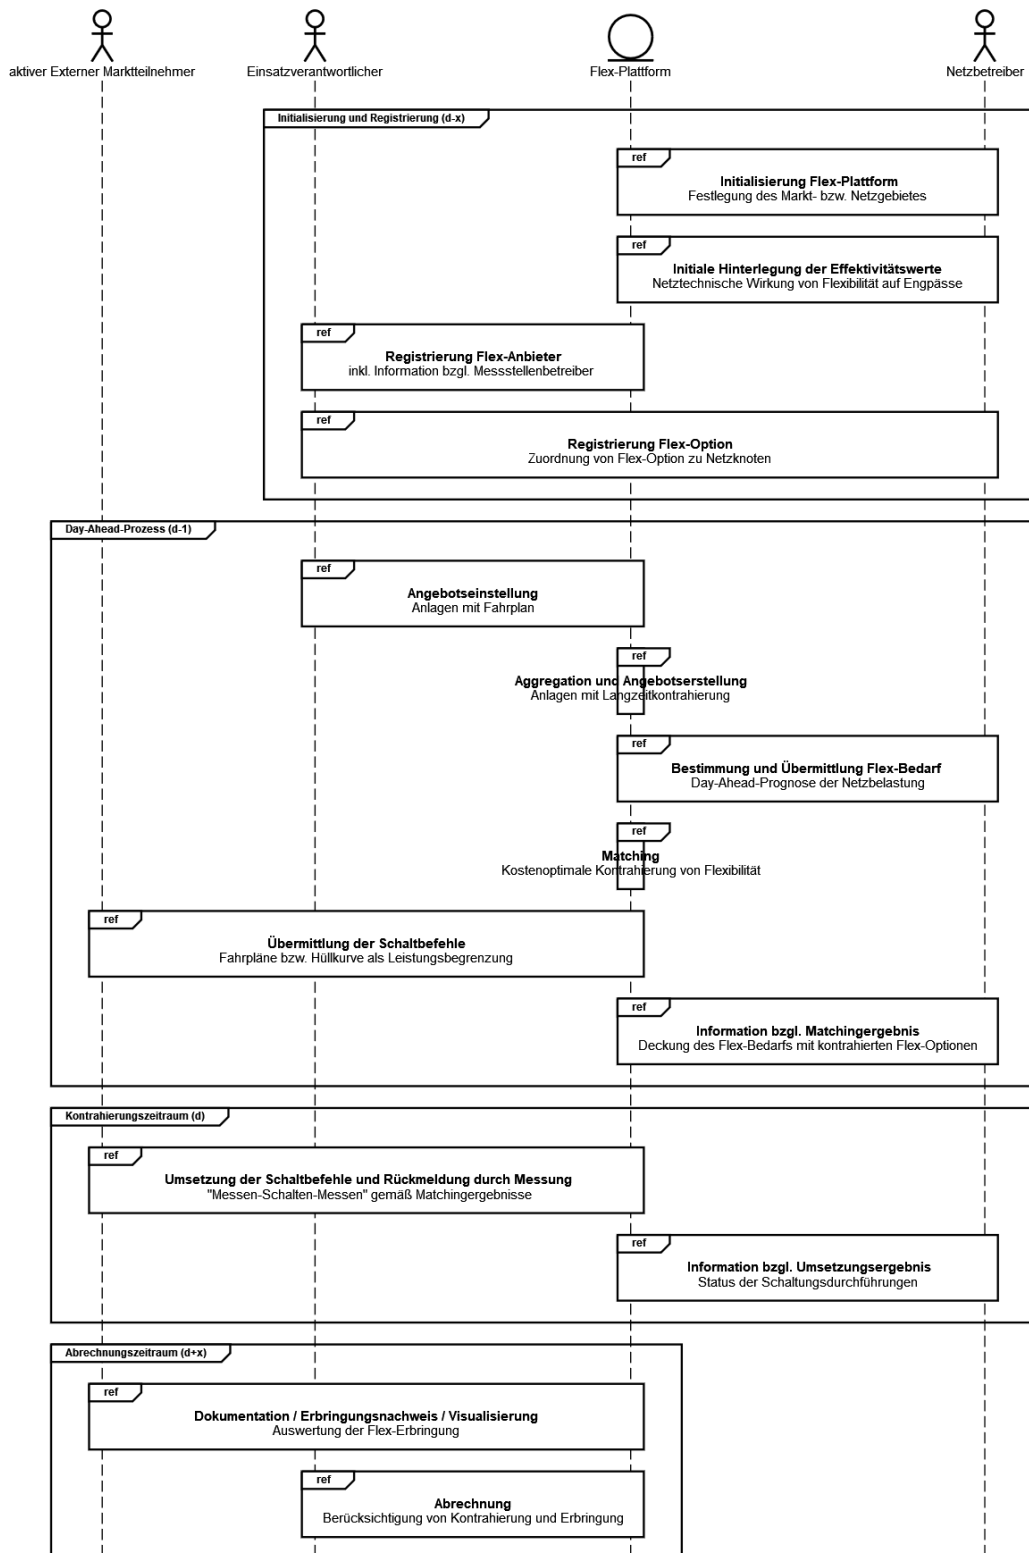 aktiver Externer Marktteilnehmer
Einsatzverantwortlicher
Flex-Plattform
Netzbetreiber
Initialisierung und Registrierung (d-x)
ref
Initialisierung Flex-Plattform
Festlegung des Markt- bzw. Netzgebietes
ref
Initiale Hinterlegung der Effektivitätswerte
Netztechnische Wirkung von Flexibilität auf Engpässe
ref
Registrierung Flex-Anbieter
inkl. Information bzgl. Messstellenbetreiber
ref
Registrierung Flex-Option
Zuordnung von Flex-Option zu Netzknoten
Day-Ahead-Prozess (d-1)
ref
Angebotseinstellung
Anlagen mit Fahrplan
ref
Aggregation und Angebotserstellung
Anlagen mit Langzeitkontrahierung
ref
Bestimmung und Übermittlung Flex-Bedarf
Day-Ahead-Prognose der Netzbelastung
ref
Matching
Kostenoptimale Kontrahierung von Flexibilität
ref
Übermittlung der Schaltbefehle
Fahrpläne bzw. Hüllkurve als Leistungsbegrenzung
ref
Information bzgl. Matchingergebnis
Deckung des Flex-Bedarfs mit kontrahierten Flex-Optionen
Kontrahierungszeitraum (d)
ref
Umsetzung der Schaltbefehle und Rückmeldung durch Messung
"Messen-Schalten-Messen" gemäß Matchingergebnisse
ref
Information bzgl. Umsetzungsergebnis
Status der Schaltungsdurchführungen
Abrechnungszeitraum (d+x)
ref
Dokumentation / Erbringungsnachweis / Visualisierung
Auswertung der Flex-Erbringung
ref
Abrechnung
Berücksichtigung von Kontrahierung und Erbringung